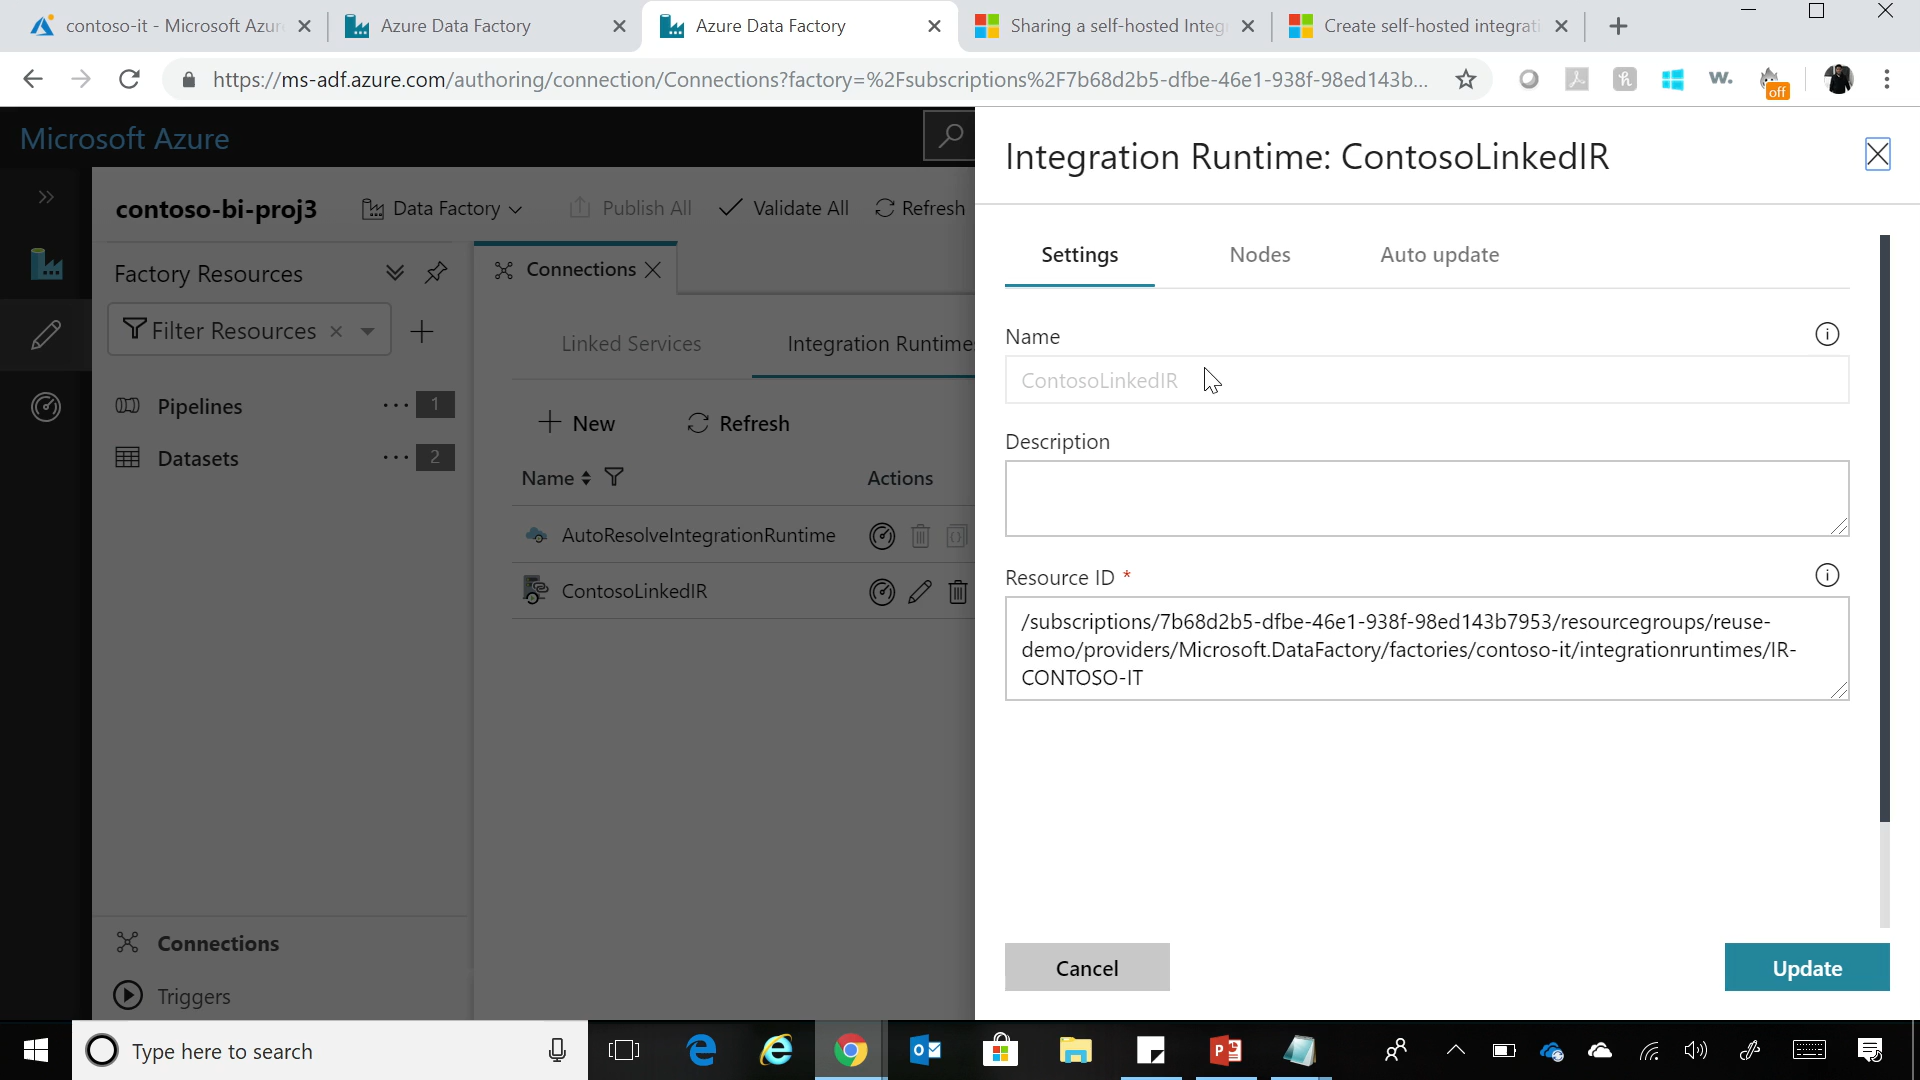 contoso-it - Microsoft Azur
Azure Data Factory
Azure Data Factory
Sharing a self-hosted Integ
Create self-hosted integrati
https://ms-adf.azure.com/authoring/connection/Connections?factory=%2Fsubscriptions%2F7b68d2b5-dfbe-46e1-938f-98ed143b...
off
Microsoft Azure
contoso-bi-proj3
Data Factory
Publish All
Validate All
Refresh
Factory Resources
Filter Resources
Pipelines
1
Datasets
2
Connections
Triggers
Connections
Linked Services
Integration Runtime
New
Refresh
Name
Actions
AutoResolveIntegrationRuntime
ContosoLinkedIR
Integration Runtime: ContosoLinkedIR
Settings
Nodes
Auto update
Name
ContosoLinkedIR
Description
Resource ID *
/subscriptions/7b68d2b5-dfbe-46e1-938f-98ed143b7953/resourcegroups/reuse-
demo/providers/Microsoft.DataFactory/factories/contoso-it/integrationruntimes/IR-
CONTOSO-IT
Cancel
Update
Type here to search